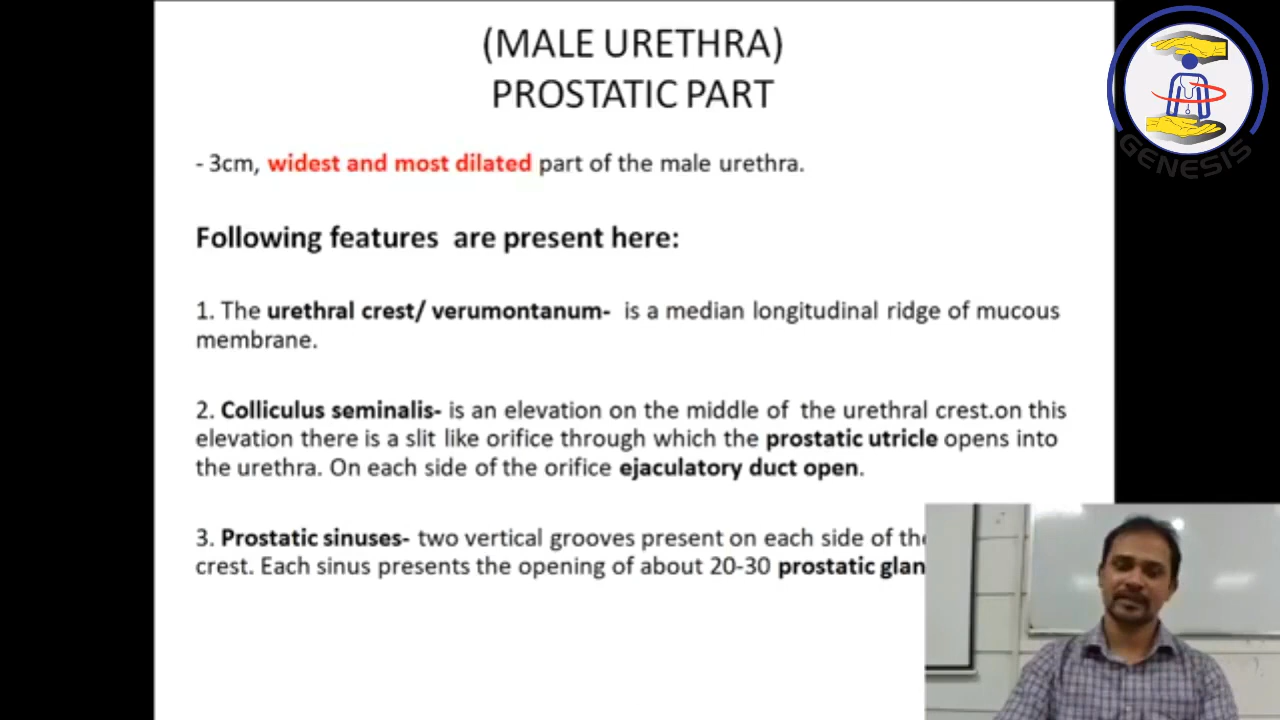 (MALE URETHRA)
PROSTATIC PART
- 3cm, widest and most dilated part of the male urethra.
Following features are present here:
1. The urethral crest/ verumontanum- is a median longitudinal ridge of mucous
membrane.
2. Colliculus seminalis- is an elevation on the middle of the urethral crest.on this
elevation there is a slit like orifice through which the prostatic utricle opens into
the urethra. On each side of the orifice ejaculatory duct open.
3. Prostatic sinuses- two vertical grooves present on each side of the
crest. Each sinus presents the opening of about 20-30 prostatic glan
GENESIS